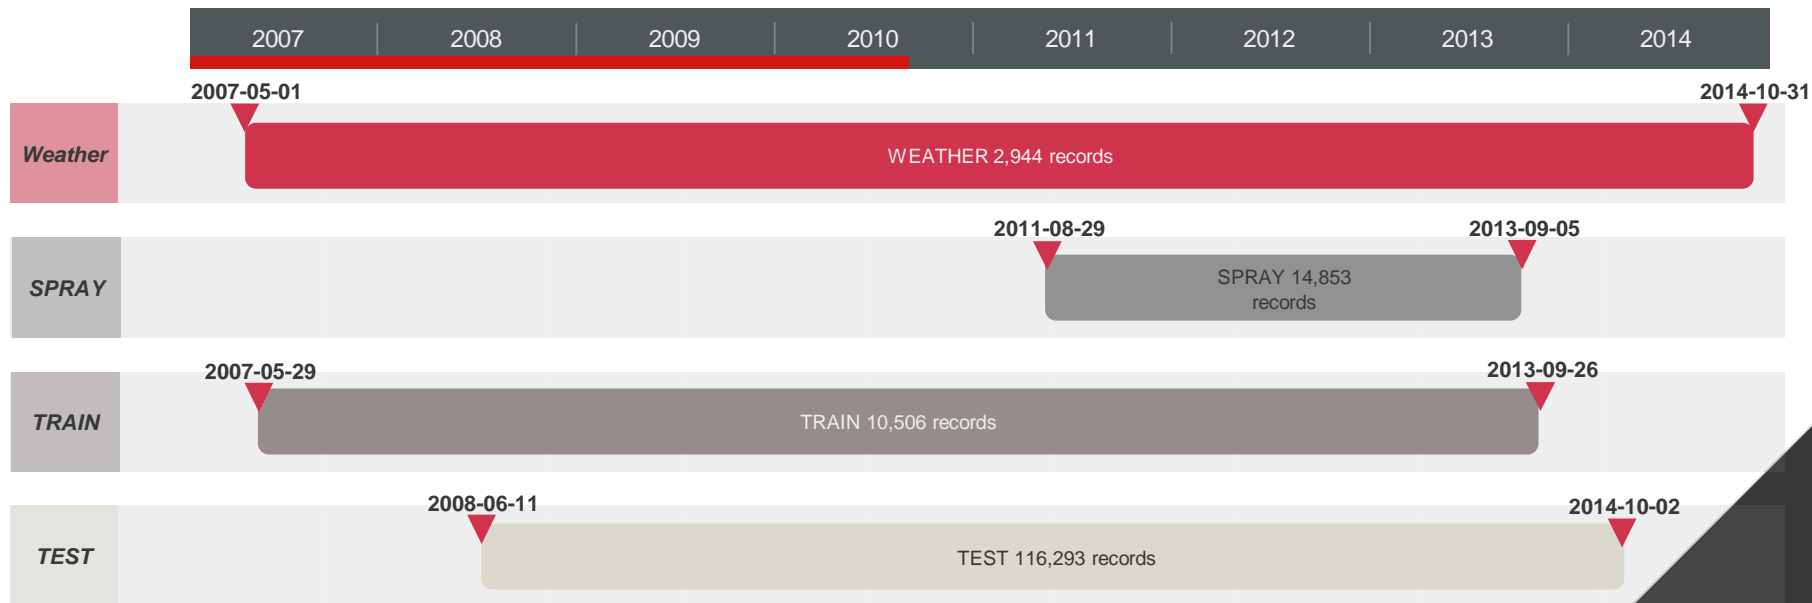 2007 2008 2009 2010 2011 2012 2013 2014
2007-05-01 2014-10-31
Weather WEATHER 2,944 records
2011-08-29 2013-09-05
SPRAY SPRAY 14,853
records
2007-05-29 2013-09-26
TRAIN TRAIN 10,506 records
2008-06-11 2014-10-02
TEST TEST 116,293 records